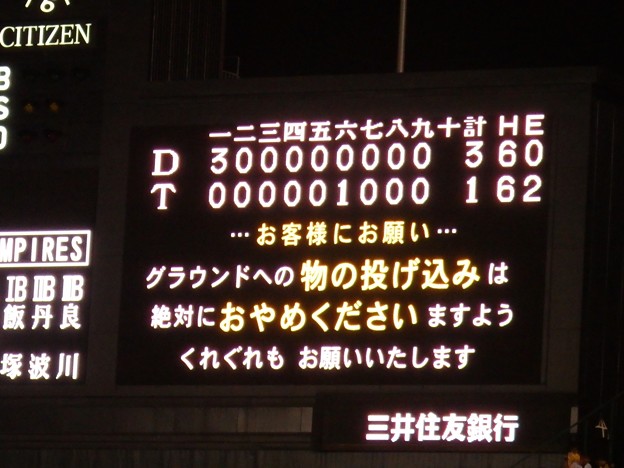 CITIZEN
B
S
O
一二三四五六七八九十計 H E
D 300000000 3 6 0
T 000001000 1 6 2
…お客様にお願い…
グラウンドへの物の投げ込みは
絶対におやめくださいますよう
くれぐれも お願いいたします
MPIRES
ⅠB ⅡB ⅢB
飯 丹 良
塚 波 川
三井住友銀行